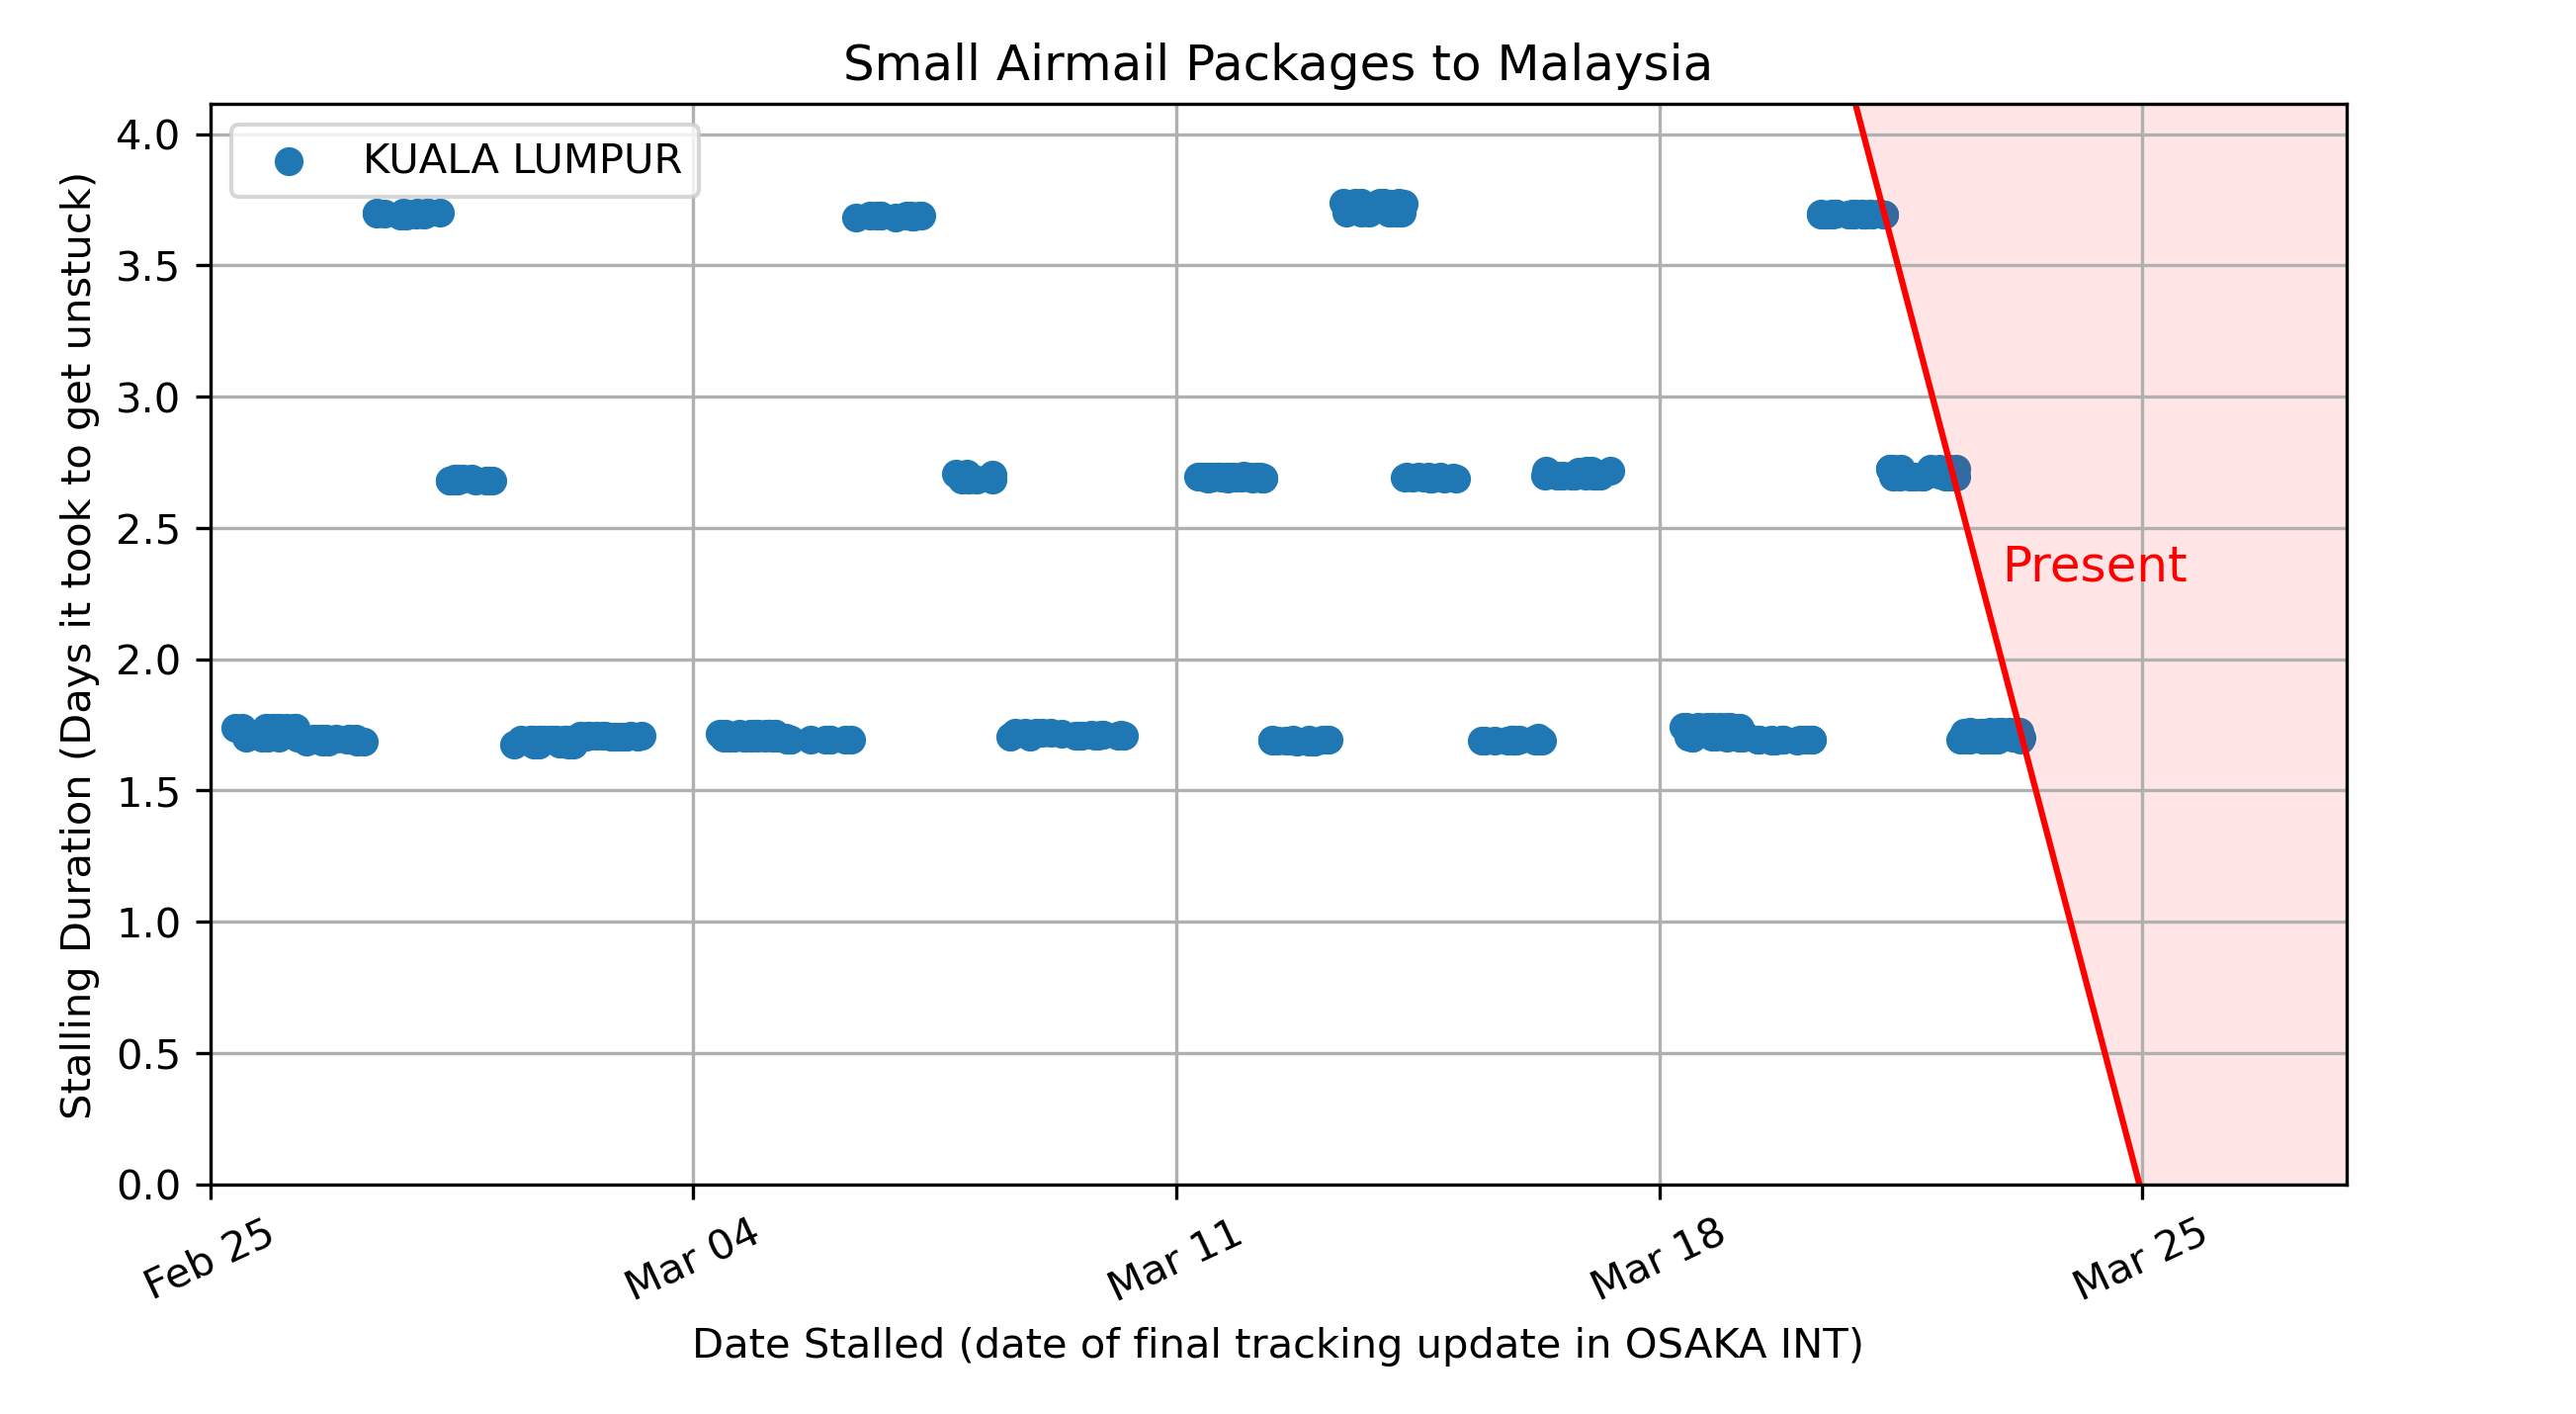 Small Airmail Packages to Malaysia
KUALA LUMPUR
Stalling Duration (Days it took to get unstuck)
4.0
3.5
3.0
2.5
2.0
1.5
1.0
0.5
0.0
Present
Feb 25
Mar 04
Mar 11
Mar 18
Mar 25
Date Stalled (date of final tracking update in OSAKA INT)